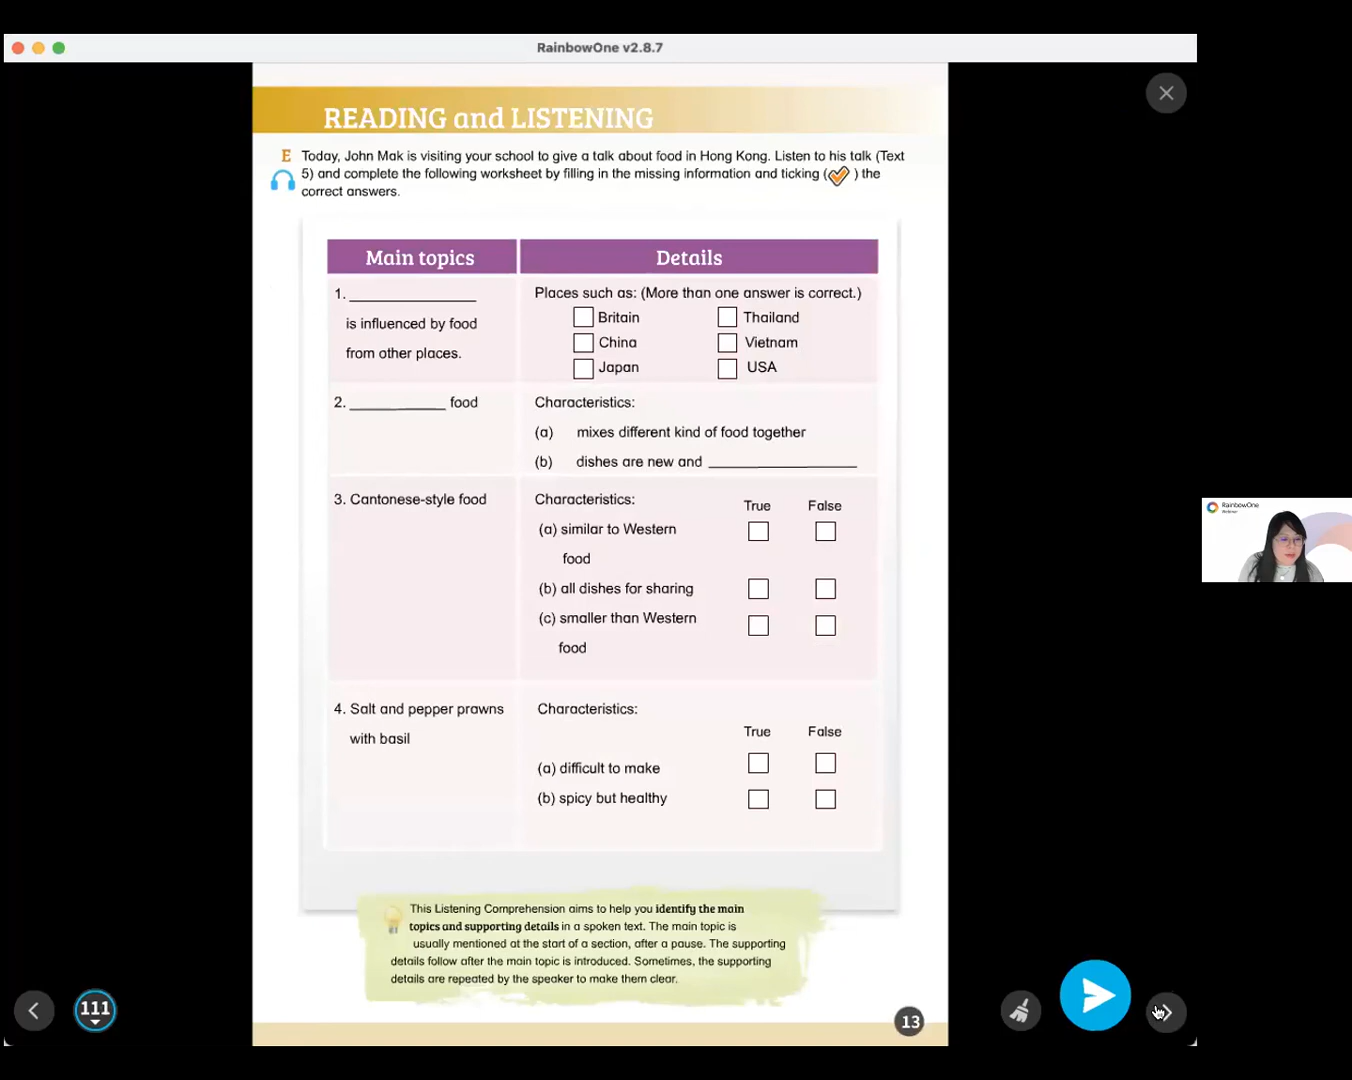 RainbowOne v2.8.7
READING and LISTENING
E Today, John Mak is visiting your school to give a talk about food in Hong Kong. Listen to his talk (Text
5) and complete the following worksheet by filling in the missing information and ticking ( ) the
correct answers.
Main topics Details
1. _______________
is influenced by food
from other places.
Places such as: (More than one answer is correct.)
Britain Thailand
China Vietnam
Japan USA
2. ___________ food
Characteristics:
(a) mixes different kind of food together
(b) dishes are new and __________________
3. Cantonese-style food
Characteristics: True False
(a) similar to Western
food
(b) all dishes for sharing
(c) smaller than Western
food
4. Salt and pepper prawns
with basil
Characteristics:
True False
(a) difficult to make
(b) spicy but healthy
This Listening Comprehension aims to help you identify the main
topics and supporting details in a spoken text. The main topic is
usually mentioned at the start of a section, after a pause. The supporting
details follow after the main topic is introduced. Sometimes, the supporting
details are repeated by the speaker to make them clear.
13
111
RainbowOne
Webinar